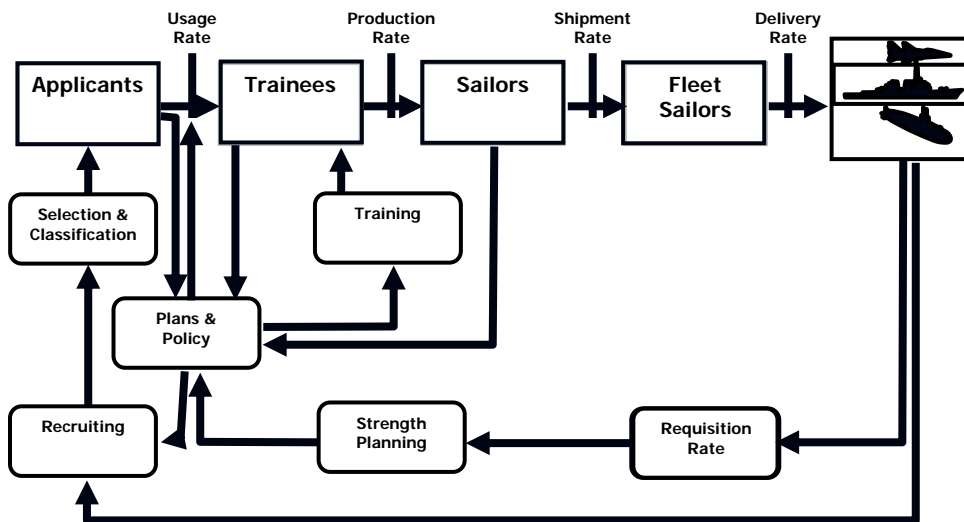 Usage
Rate
Production
Rate
Shipment
Rate
Delivery
Rate
Applicants
Trainees
Sailors
Fleet
Sailors
Selection &
Classification
Training
Plans &
Policy
Recruiting
Strength
Planning
Requisition
Rate